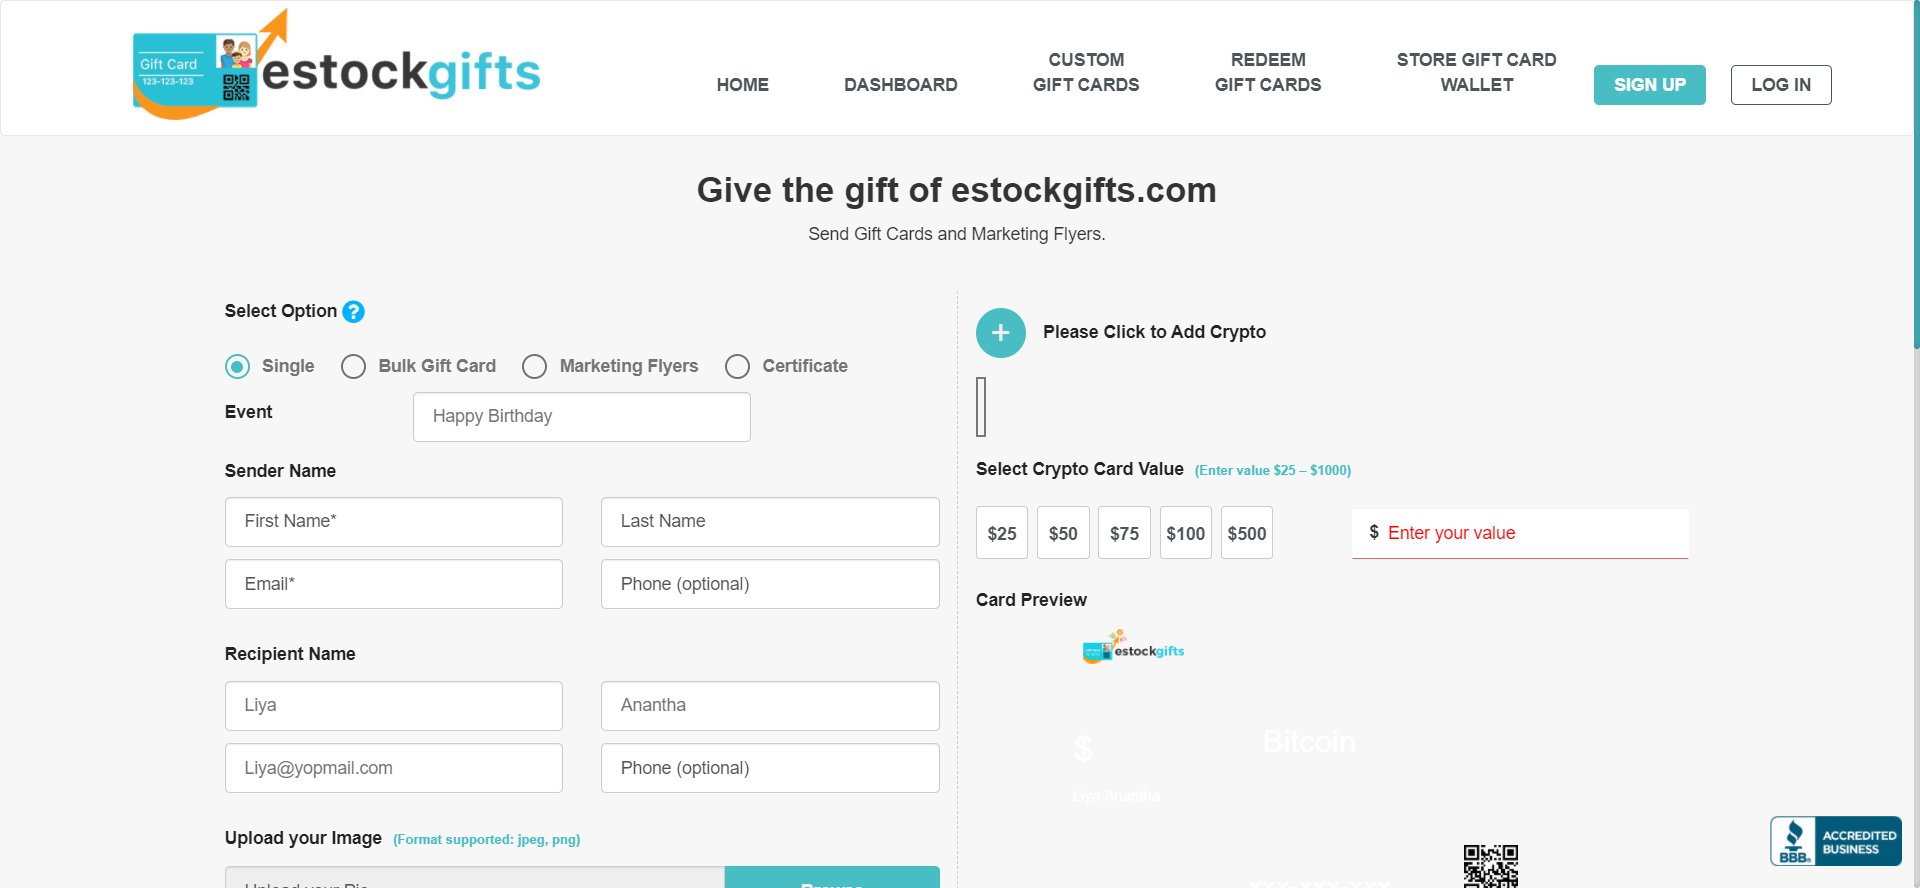 Gift Card
123-123-123
estockgifts
HOME
DASHBOARD
CUSTOM
GIFT CARDS
REDEEM
GIFT CARDS
STORE GIFT CARD
WALLET
SIGN UP
LOG IN
Give the gift of estockgifts.com
Send Gift Cards and Marketing Flyers.
Select Option ?
Single
Bulk Gift Card
Marketing Flyers
Certificate
Event
Happy Birthday
Sender Name
First Name*
Last Name
Email*
Phone (optional)
Recipient Name
Liya
Anantha
Liya@yopmail.com
Phone (optional)
Upload your Image (Format supported: jpeg, png)
Upload your Pic
Browse
+ Please Click to Add Crypto
Select Crypto Card Value (Enter value $25 – $1000)
$25
$50
$75
$100
$500
$ Enter your value
Card Preview
estockgifts
$
Bitcoin
Liya Anantha
XXX-XXX-XXX
BBB.
ACCREDITED
BUSINESS